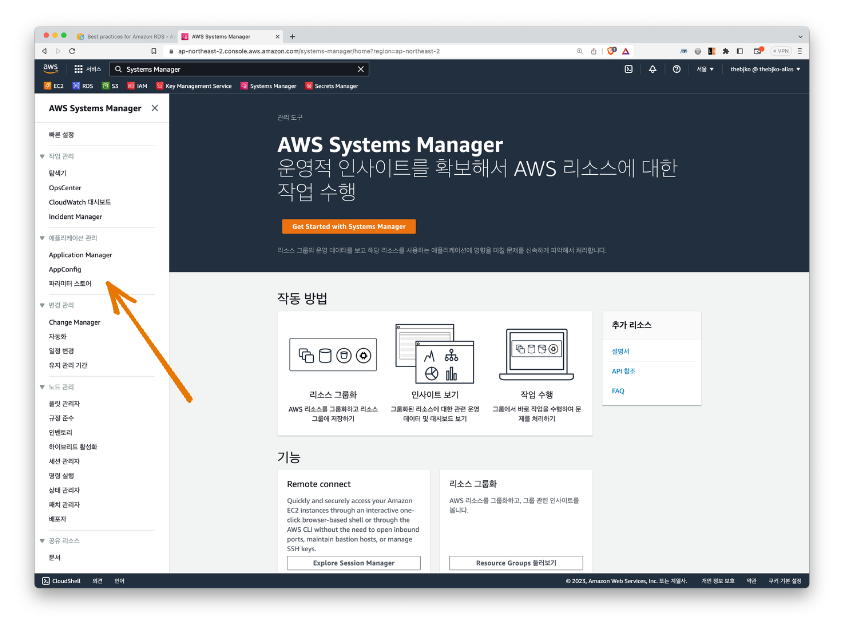 Best practices for Amazon RDS - A
AWS Systems Manager
ap-northeast-2.console.aws.amazon.com/systems-manager/home?region=ap-northeast-2
VPN
aws
서비스
Systems Manager
서울
thebjko @ thebjko-alias
EC2
RDS
S3
IAM
Key Management Service
Systems Manager
Secrets Manager
AWS Systems Manager
빠른 설정
작업 관리
탐색기
OpsCenter
CloudWatch 대시보드
Incident Manager
애플리케이션 관리
Application Manager
AppConfig
파라미터 스토어
변경 관리
Change Manager
자동화
일정 변경
유지 관리 기간
노드 관리
플릿 관리자
규정 준수
인벤토리
하이브리드 활성화
세션 관리자
명령 실행
상태 관리자
패치 관리자
배포자
공유 리소스
문서
관리 도구
AWS Systems Manager
운영적 인사이트를 확보해서 AWS 리소스에 대한
작업 수행
Get Started with Systems Manager
리소스 그룹의 운영 데이터를 보고 해당 리소스를 사용하는 애플리케이션에 영향을 미칠 문제를 신속하게 파악해서 처리합니다.
작동 방법
리소스 그룹화
AWS 리소스를 그룹화하고 리소스
그룹에 저장하기
인사이트 보기
그룹화된 리소스에 대한 관련 운영
데이터 및 대시보드 보기
작업 수행
그룹에서 바로 작업을 수행하여 문
제를 처리하기
추가 리소스
설명서
API 참조
FAQ
기능
Remote connect
Quickly and securely access your Amazon
EC2 instances through an interactive one-
click browser-based shell or through the
AWS CLI without the need to open inbound
ports, maintain bastion hosts, or manage
SSH keys.
Explore Session Manager
리소스 그룹화
AWS 리소스를 그룹화하고, 그룹 관련 인사이트를
봅니다.
Resource Groups 둘러보기
CloudShell
의견
언어
© 2023, Amazon Web Services, Inc. 또는 계열사.
개인 정보 보호
약관
쿠키 기본 설정